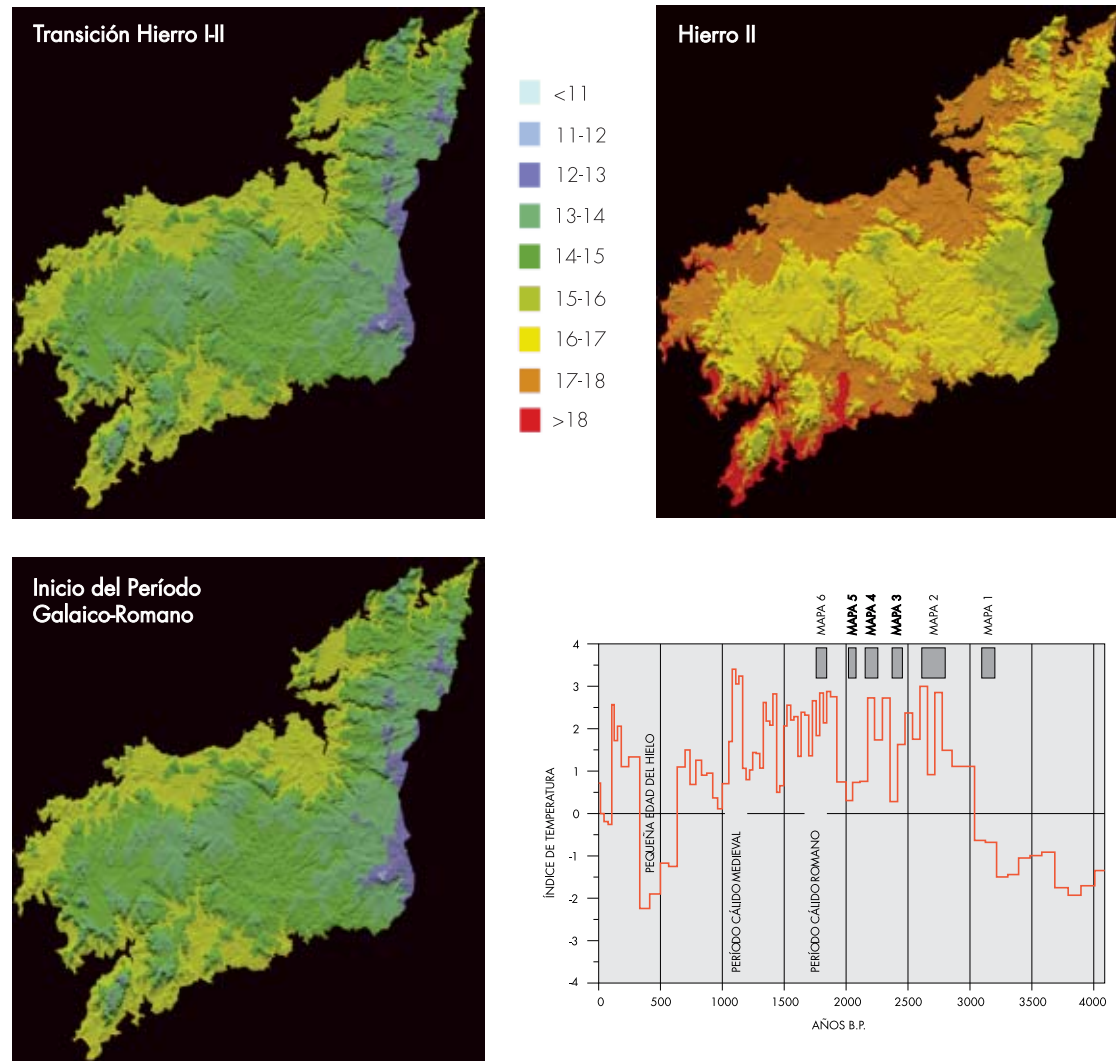 Transición Hierro I-II
Hierro II
<11
11-12
12-13
13-14
14-15
15-16
16-17
17-18
>18
Inicio del Período
Galaico-Romano
MAPA 6
MAPA 5
MAPA 4
MAPA 3
MAPA 2
MAPA 1
4
3
2
1
0
-1
-2
-3
-4
ÍNDICE DE TEMPERATURA
PEQUEÑA EDAD DEL HIELO
PERÍODO CÁLIDO MEDIEVAL
PERÍODO CÁLIDO ROMANO
0
500
1000
1500
2000
2500
3000
3500
4000
AÑOS B.P.